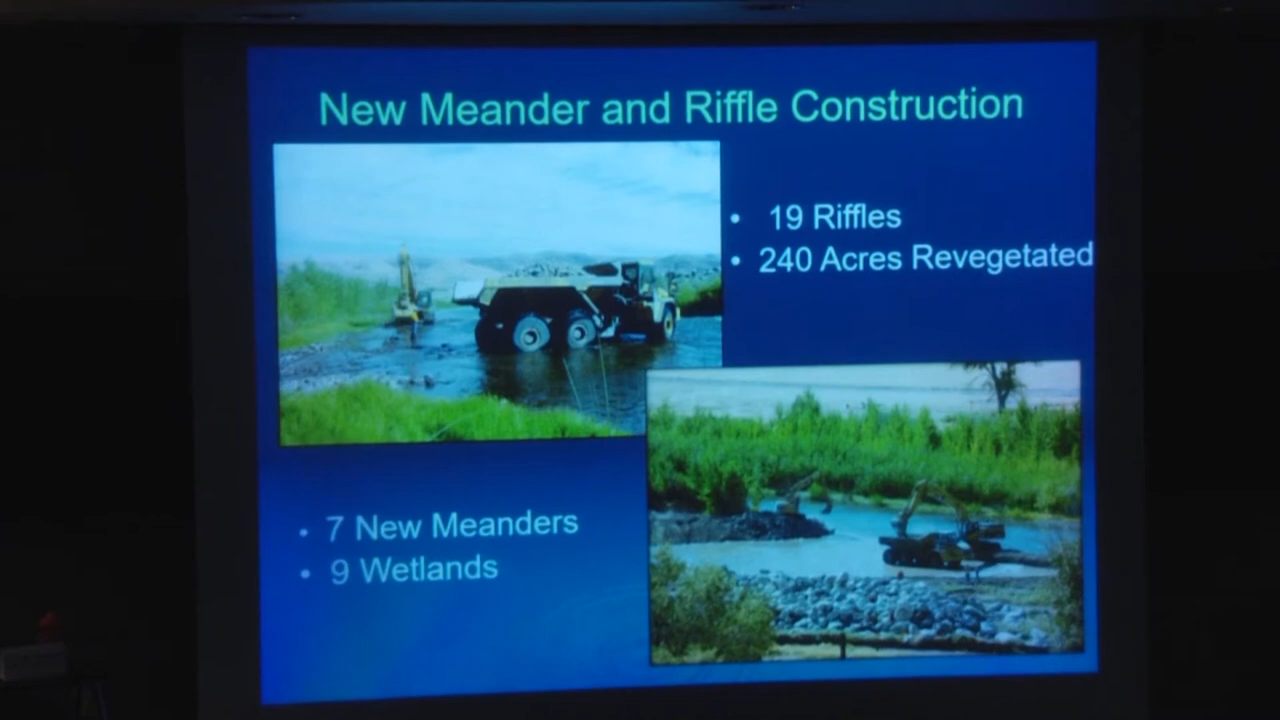 New Meander and Riffle Construction
• 19 Riffles
• 240 Acres Revegetated
• 7 New Meanders
• 9 Wetlands